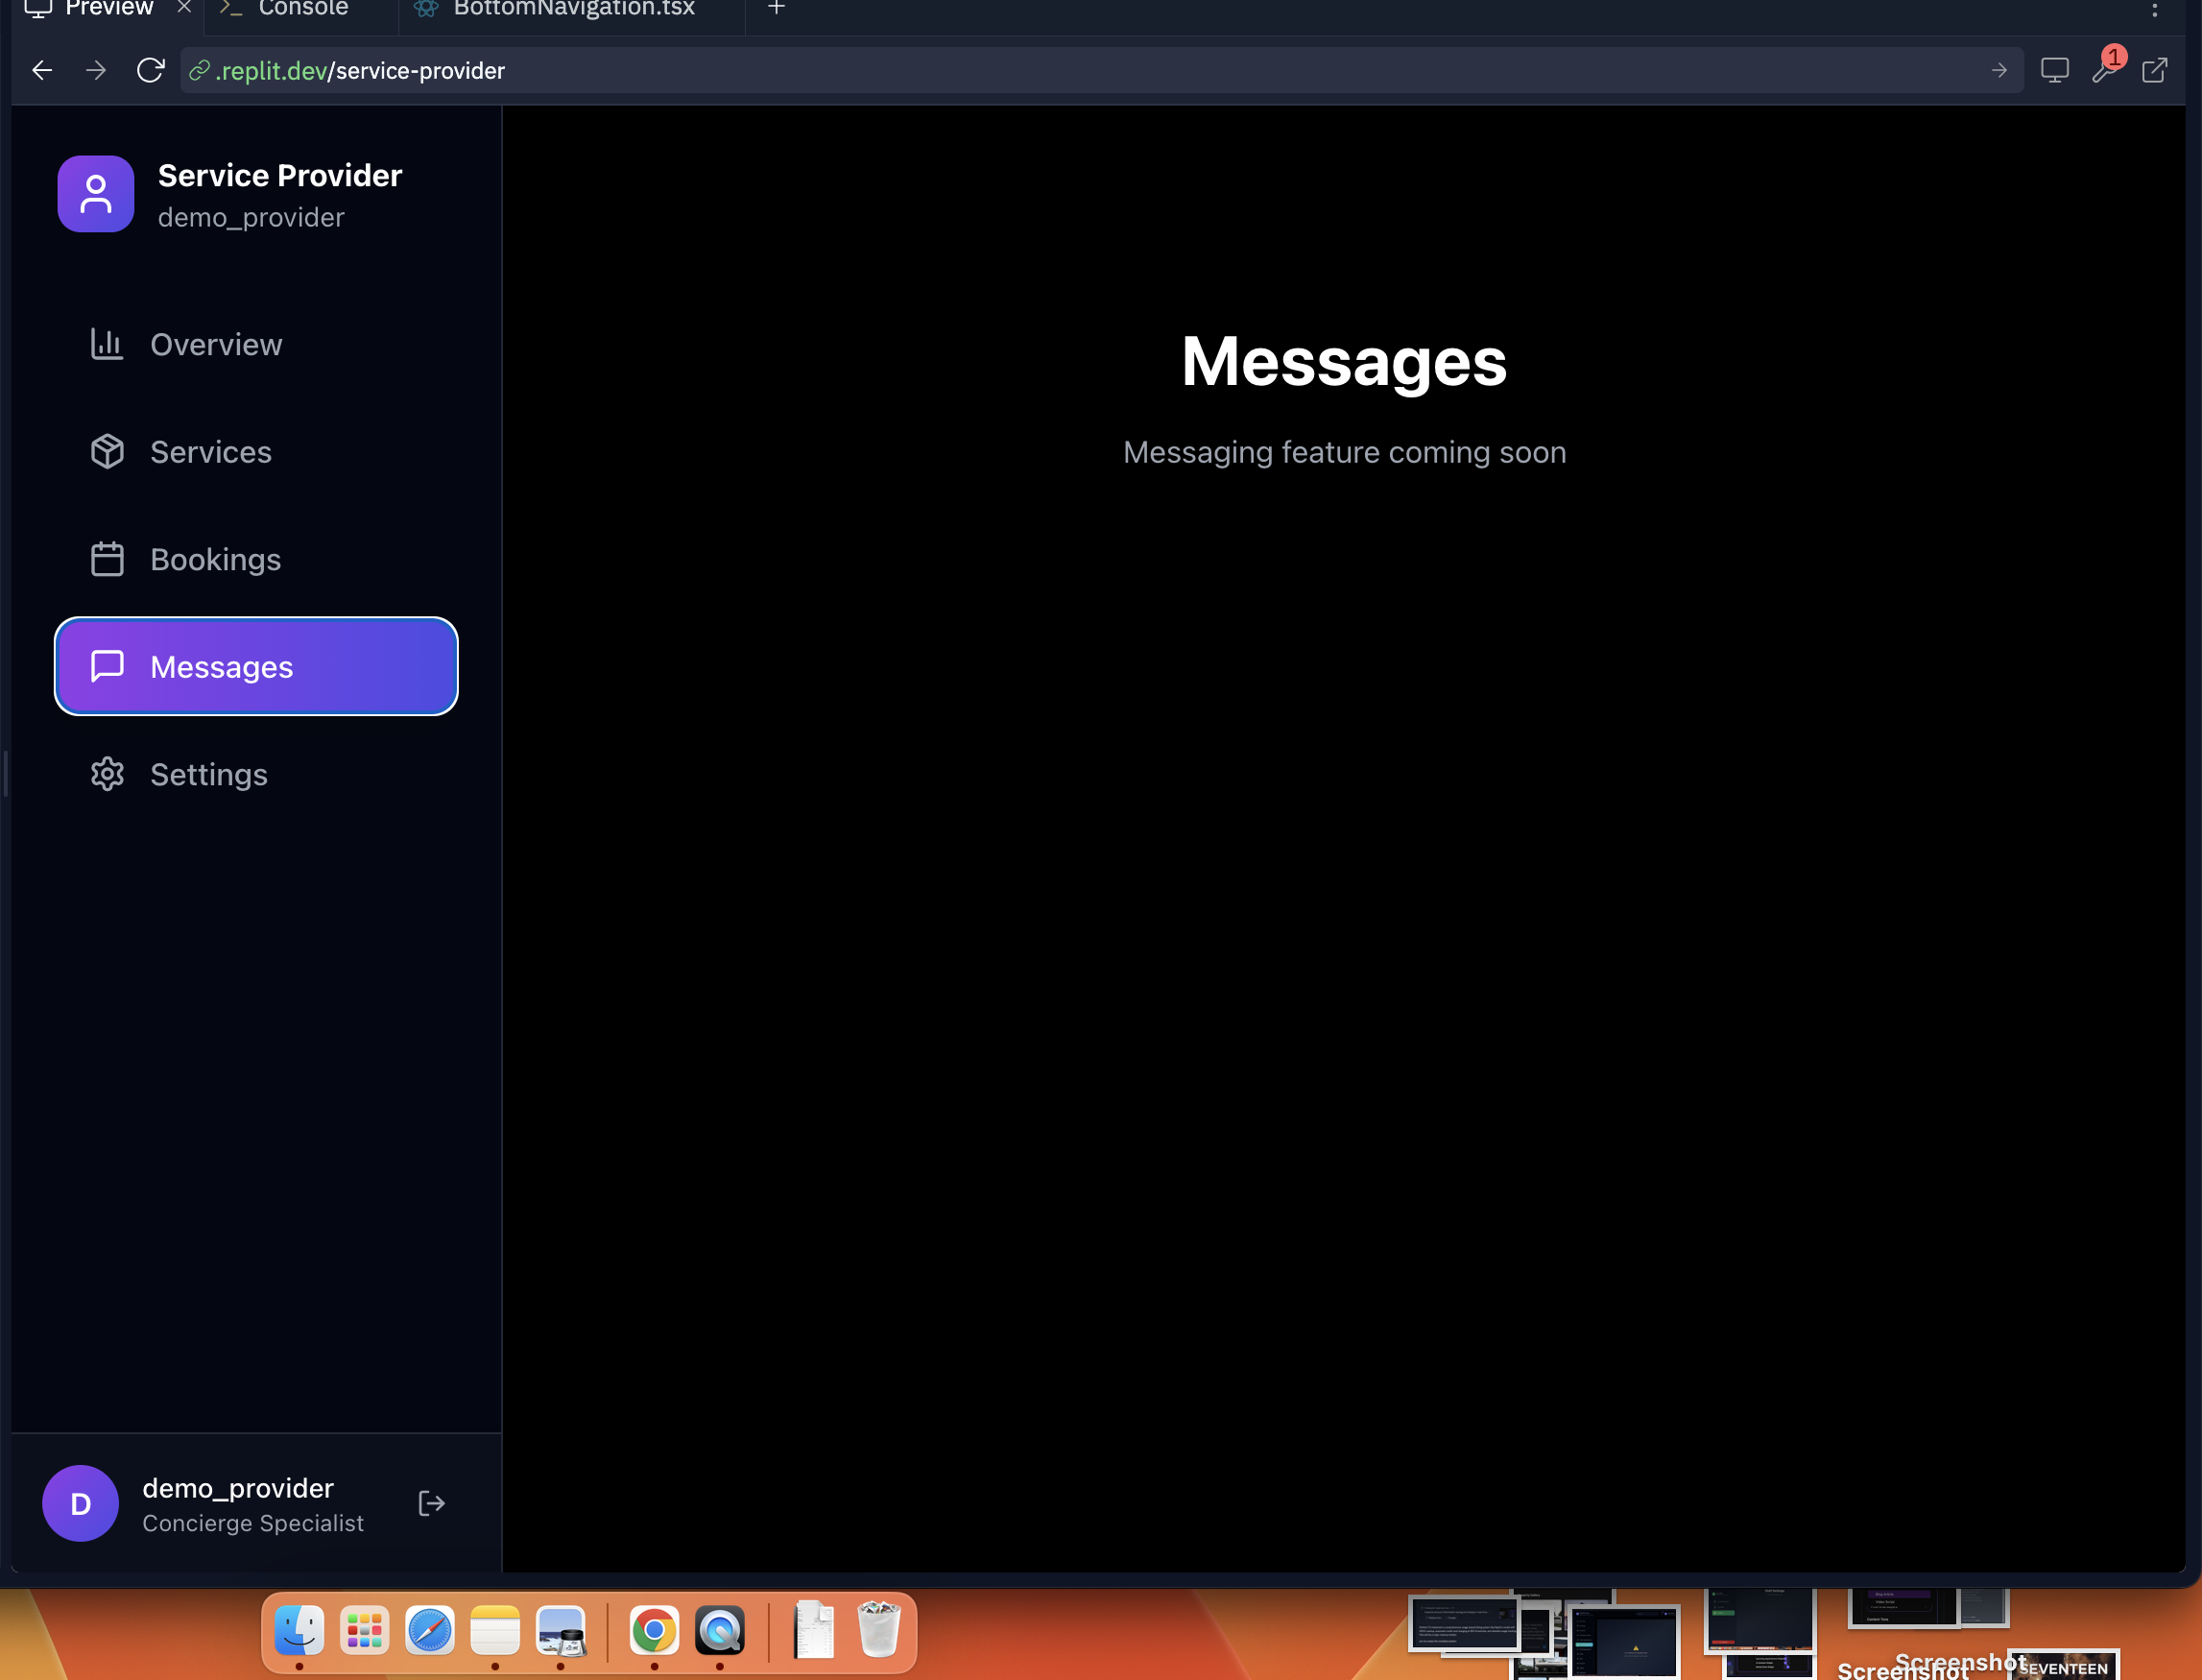 Preview
Console
BottomNavigation.tsx
.replit.dev/service-provider
1
Service Provider
demo_provider
Overview
Services
Bookings
Messages
Settings
Messages
Messaging feature coming soon
D
demo_provider
Concierge Specialist
Screenshot
Screenshot
SEVENTEEN